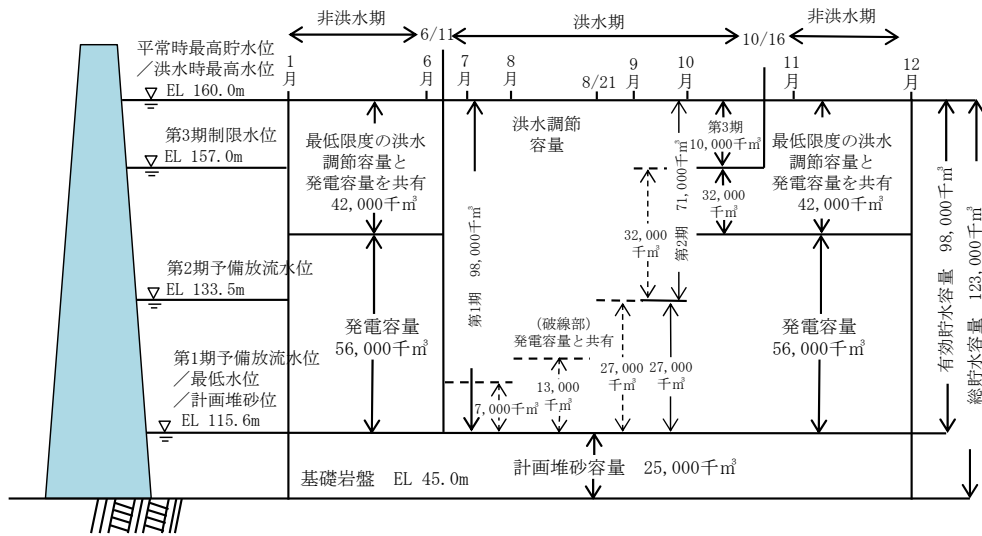 非洪水期
6/11
洪水期
10/16
非洪水期
平常時最高貯水位
／洪水時最高水位
EL 160.0m
1月
6月
7月
8月
8/21
9月
10月
11月
12月
第3期制限水位
EL 157.0m
最低限度の洪水
調節容量と
発電容量を共有
42,000千㎥
洪水調節
容量
第3期
10,000千㎥
32,000
千㎥
最低限度の洪水
調節容量と
発電容量を共有
42,000千㎥
第1期 98,000千㎥
32,000
千㎥
第2期 71,000千㎥
有効貯水容量 98,000千㎥
総貯水容量 123,000千㎥
第2期予備放流水位
EL 133.5m
発電容量
56,000千㎥
(破線部)
発電容量と共有
発電容量
56,000千㎥
第1期予備放流水位
／最低水位
／計画堆砂位
EL 115.6m
7,000千㎥
13,000
千㎥
27,000
千㎥
27,000
千㎥
基礎岩盤 EL 45.0m
計画堆砂容量 25,000千㎥